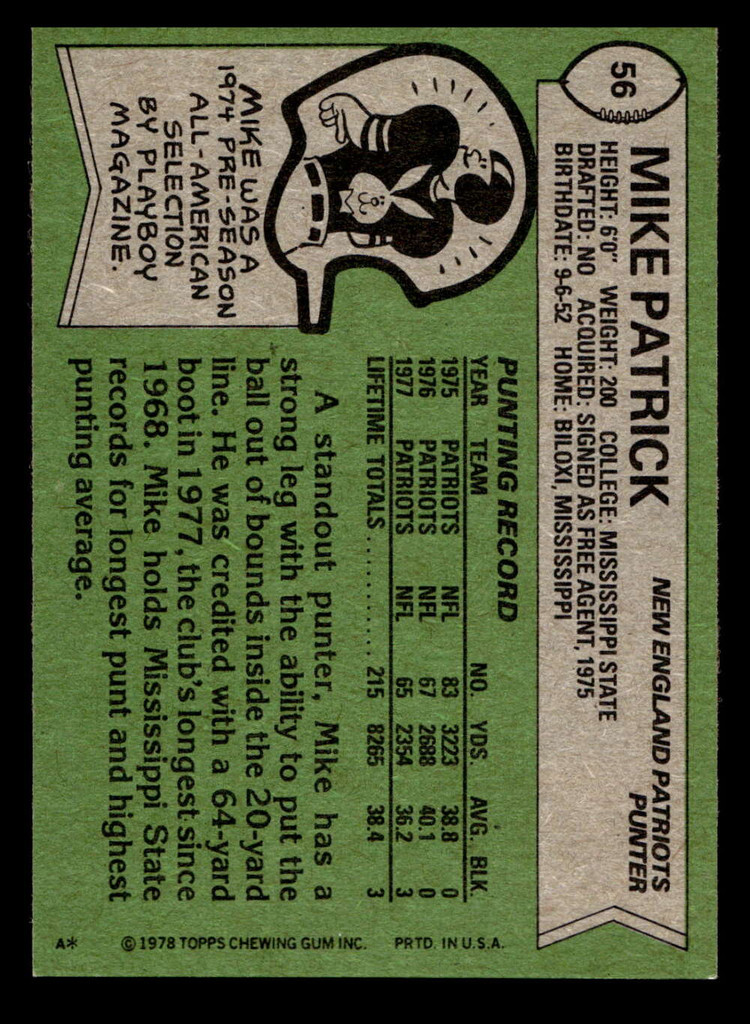 56
MIKE PATRICK
NEW ENGLAND PATRIOTS
PUNTER
HEIGHT: 6'0" WEIGHT: 200 COLLEGE: MISSISSIPPI STATE
DRAFTED: NO ACQUIRED: SIGNED AS FREE AGENT, 1975
BIRTHDATE: 9-6-52 HOME: BILOXI, MISSISSIPPI
MIKE WAS A
1974 PRE-SEASON
ALL-AMERICAN
SELECTION
BY PLAYBOY
MAGAZINE.
PUNTING RECORD
YEAR TEAM NO. YDS. AVG. BLK.
1975 PATRIOTS NFL 83 3223 38.8 0
1976 PATRIOTS NFL 67 2688 40.1 0
1977 PATRIOTS NFL 65 2354 36.2 3
LIFETIME TOTALS ............ 215 8265 38.4 3
A standout punter, Mike has a
strong leg with the ability to put the
ball out of bounds inside the 20-yard
line. He was credited with a 64-yard
boot in 1977, the club's longest since
1968. Mike holds Mississippi State
records for longest punt and highest
punting average.
A* © 1978 TOPPS CHEWING GUM INC. PRTD. IN U.S.A.